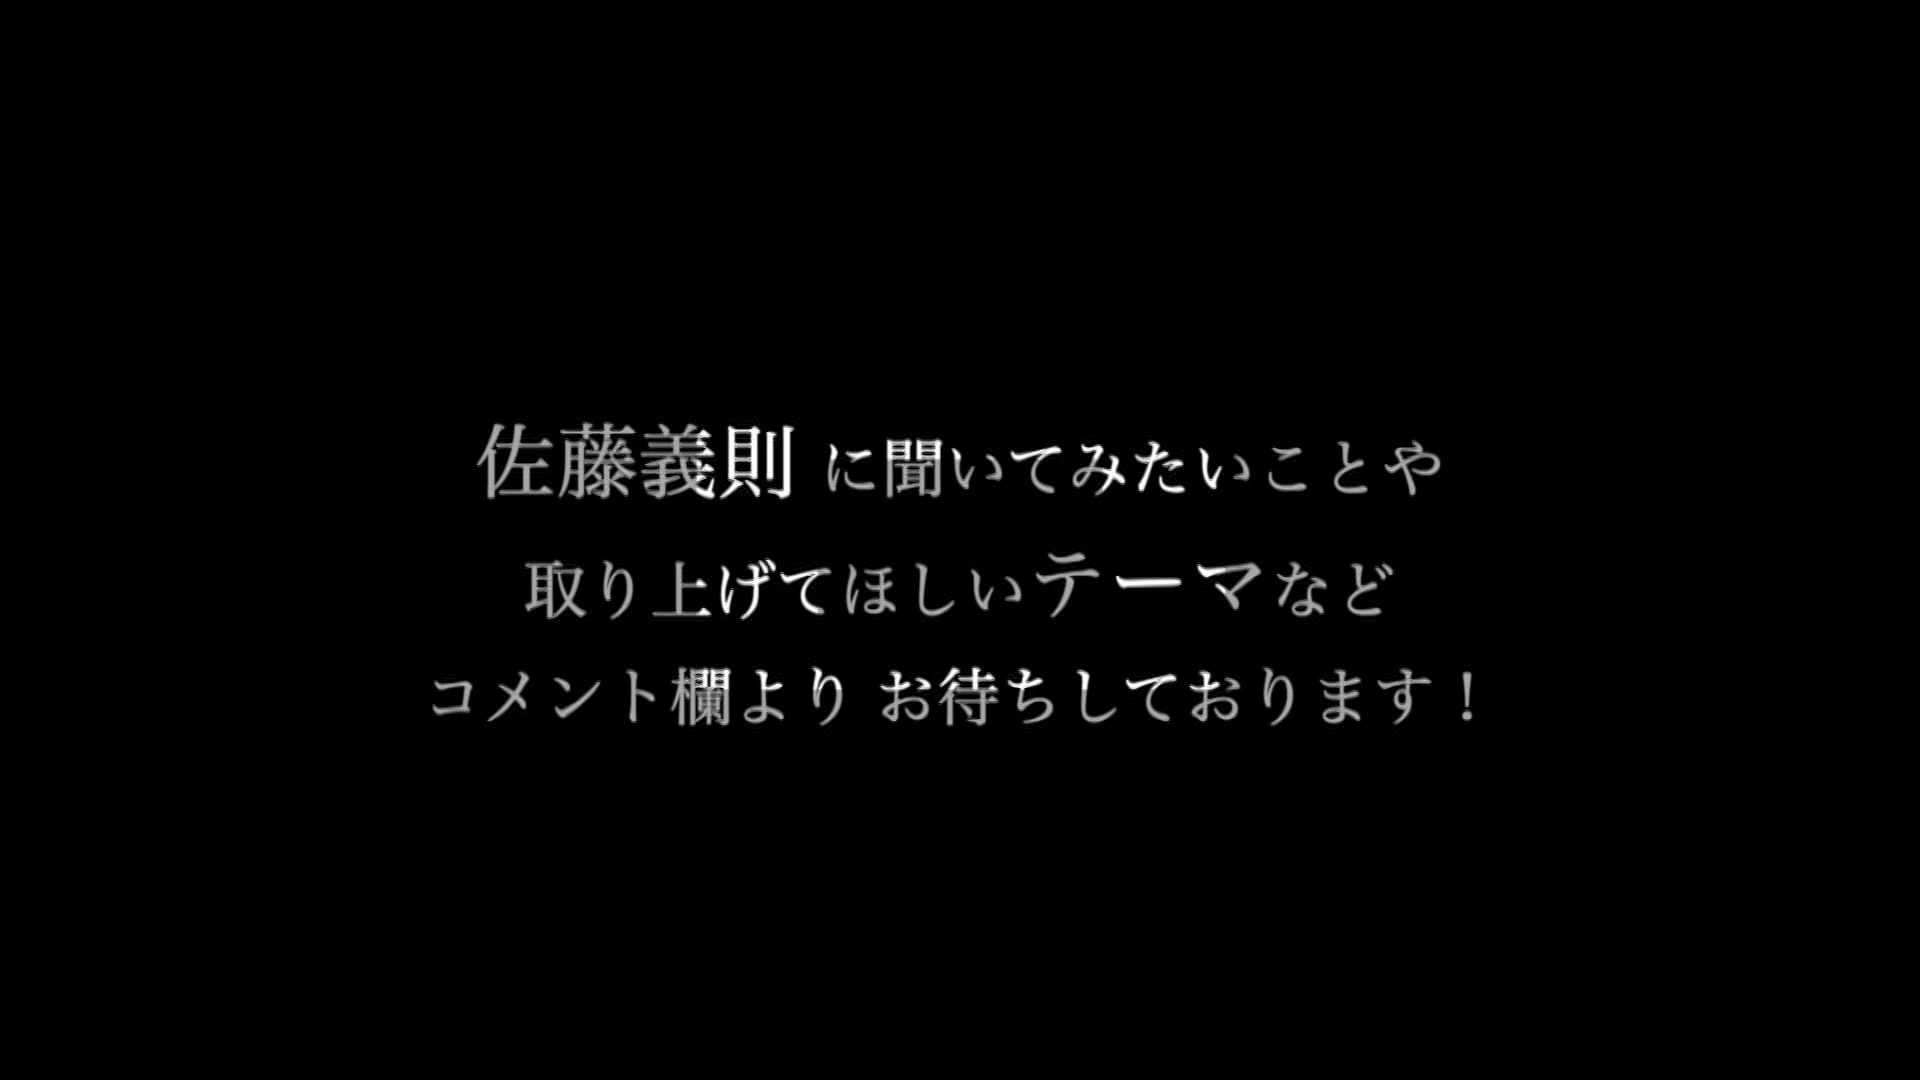 佐藤義則 に聞いてみたいことや
取り上げてほしいテーマなど
コメント欄より お待ちしております！